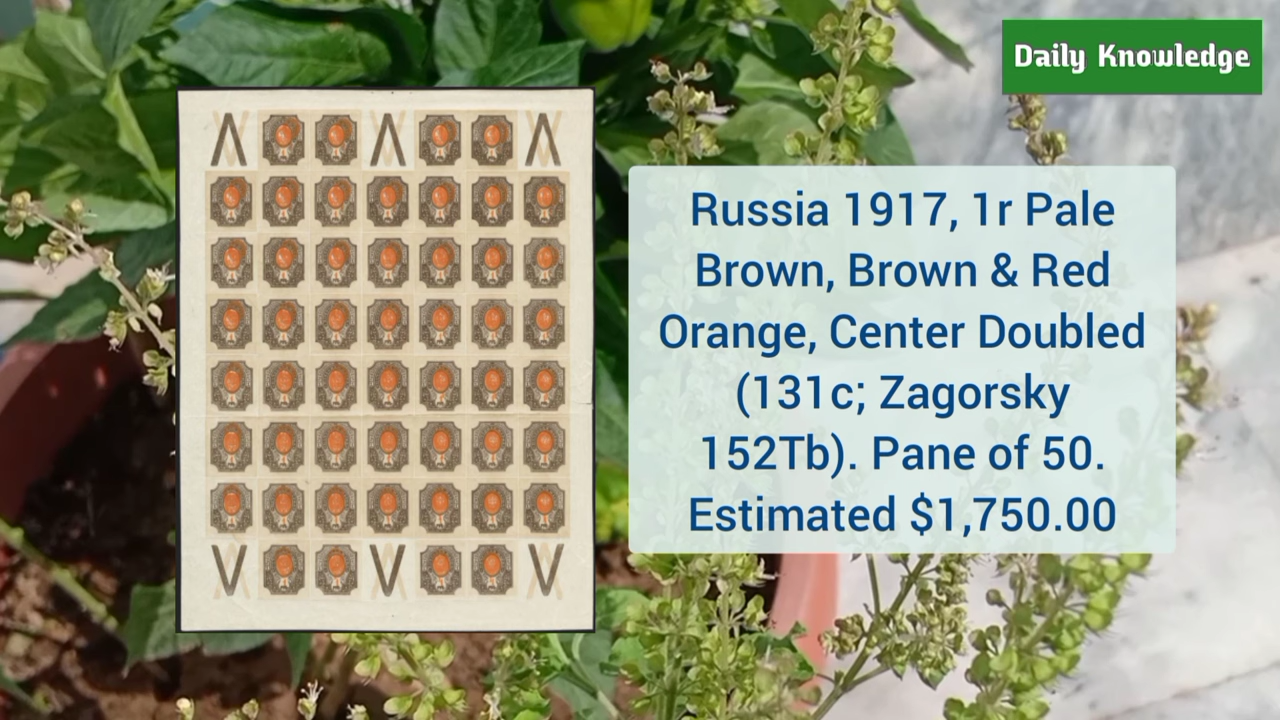 Daily Knowledge
Russia 1917, 1r Pale
Brown, Brown & Red
Orange, Center Doubled
(131c; Zagorsky
152Tb). Pane of 50.
Estimated $1,750.00